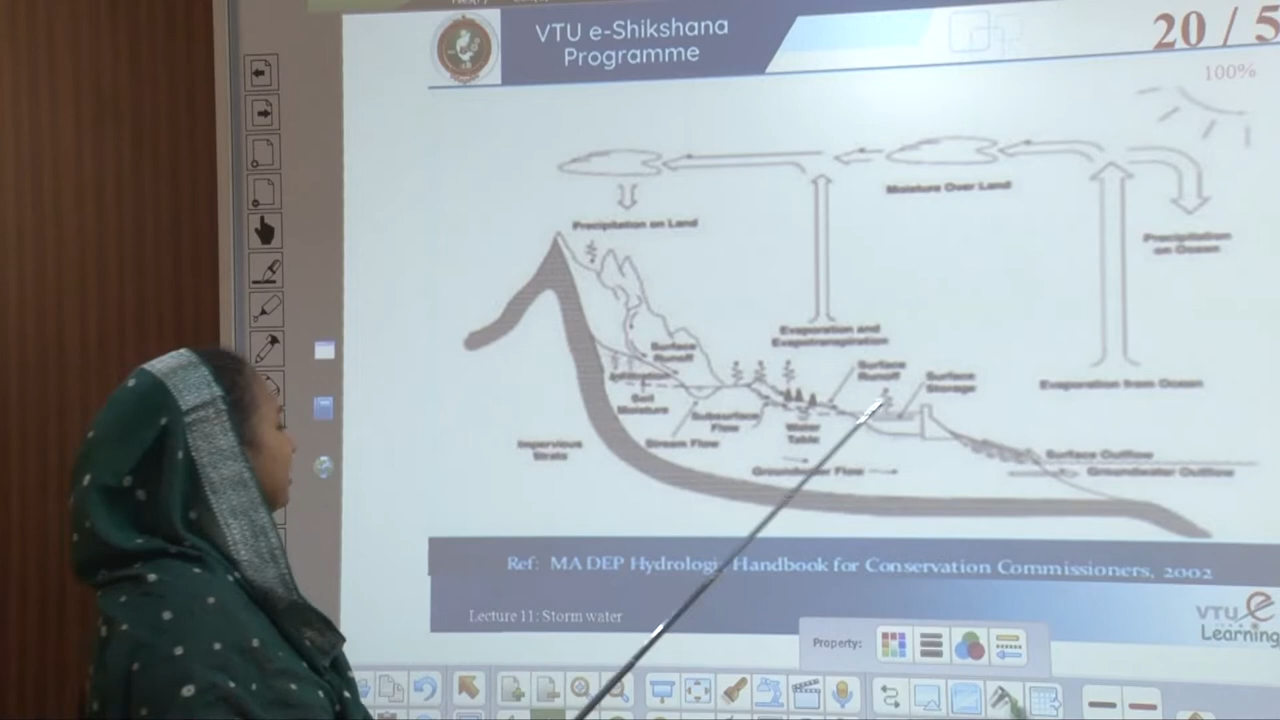 VTU e-Shikshana
Programme
20 / 5
100%
Moisture Over Land
Precipitation on Land
Precipitation
on Ocean
Evaporation and
Evapotranspiration
Surface
Runoff
Infiltration
Soil
Moisture
Subsurface
Flow
Stream Flow
Water
Table
Surface
Runoff
Surface
Storage
Evaporation from Ocean
Impervious
Strata
Groundwater Flow
Surface Outflow
Groundwater Outflow
Ref: MA DEP Hydrology Handbook for Conservation Commissioners, 2002
Lecture 11: Storm water
VTU e
Learning
Property: